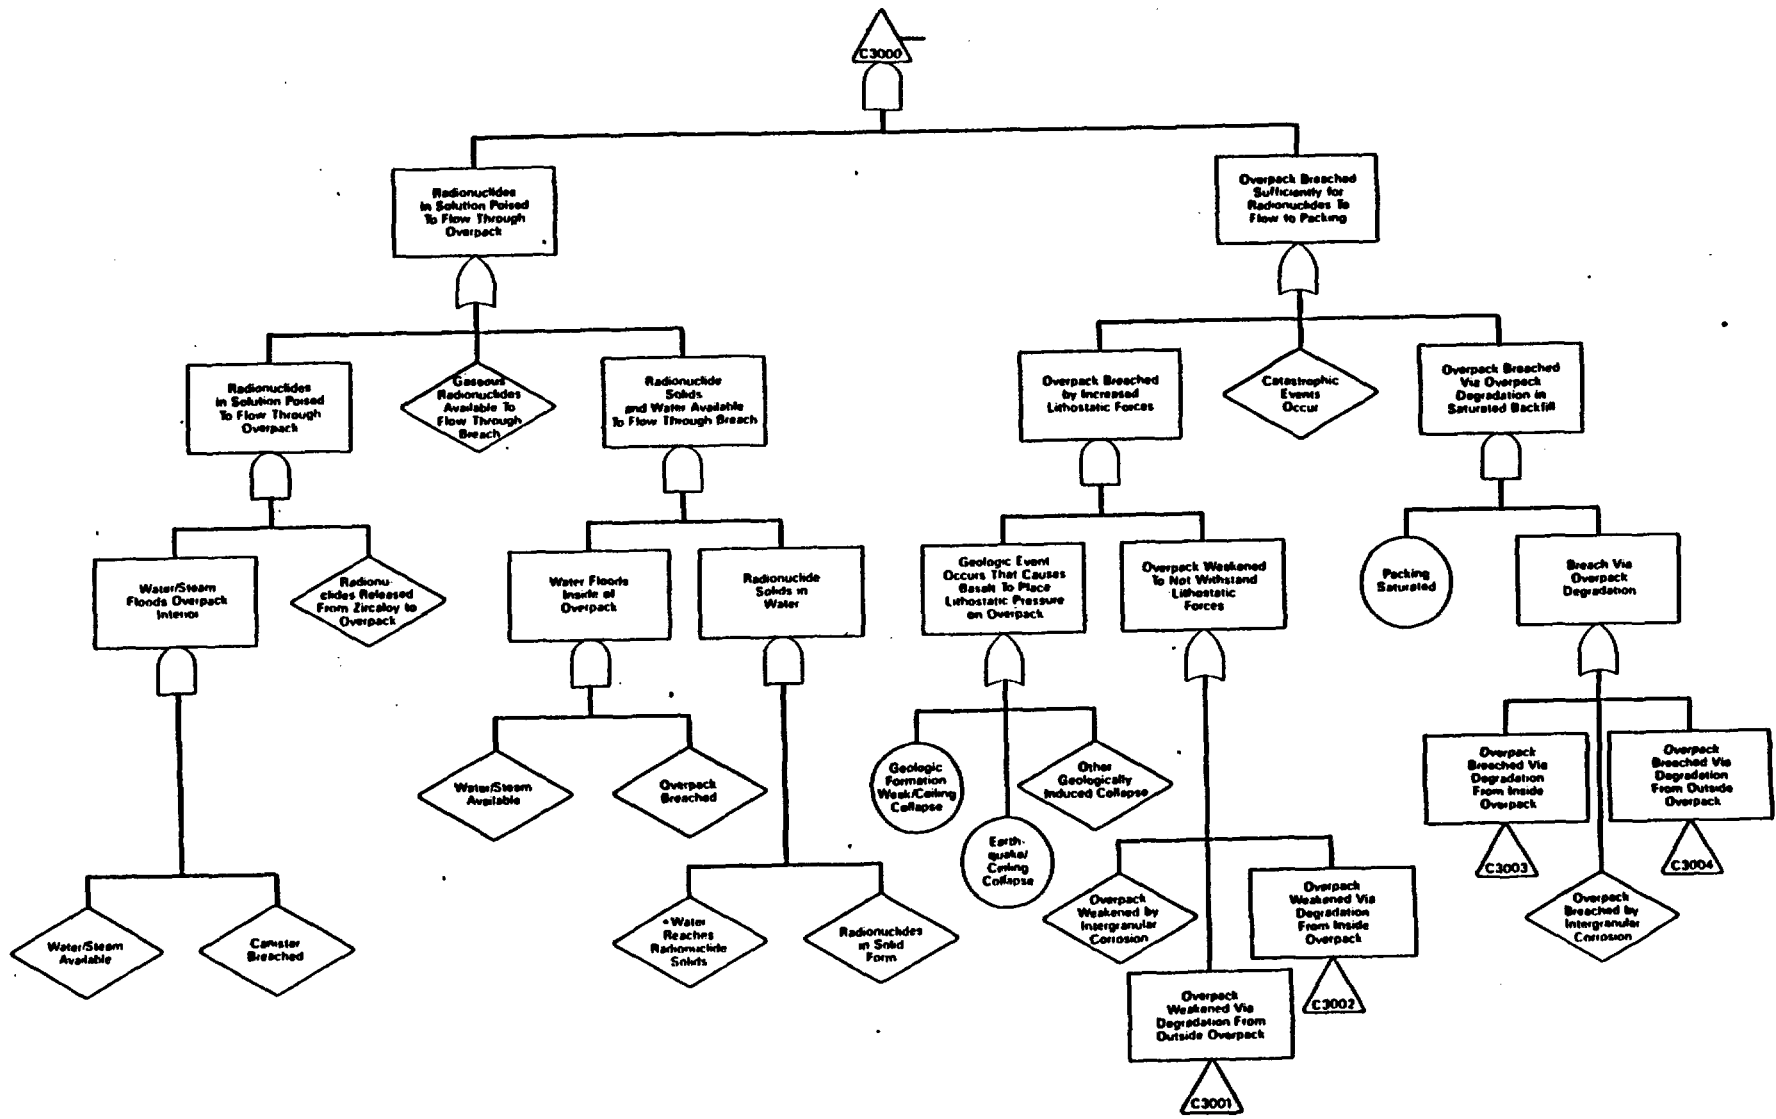 C3000
Radionuclides
in Solution Poised
To Flow Through
Overpack
Overpack Breached
Sufficiently for
Radionuclides To
Flow to Packing
Radionuclides
in Solution Poised
To Flow Through
Overpack
Gaseous
Radionuclides
Available To
Flow Through
Breach
Radionuclide
Solids
and Water Available
To Flow Through Breach
Overpack Breached
by Increased
Lithostatic Forces
Catastrophic
Events
Occur
Overpack Breached
Via Overpack
Degradation in
Saturated Backfill
Water/Steam
Floods Overpack
Interior
Radionu-
clides Released
From Zircaloy to
Overpack
Water Floods
Inside of
Overpack
Radionuclide
Solids in
Water
Geologic Event
Occurs That Causes
Basalt To Place
Lithostatic Pressure
on Overpack
Overpack Weakened
To Not Withstand
Lithostatic
Forces
Packing
Saturated
Breach Via
Overpack
Degradation
Water/Steam
Available
Overpack
Breached
Geologic
Formation
Weak/Ceiling
Collapse
Earth-
quake/
Ceiling
Collapse
Other
Geologically
Induced Collapse
Overpack
Breached Via
Degradation
From Inside
Overpack
C3003
Overpack
Breached Via
Degradation
From Outside
Overpack
C3004
Water/Steam
Available
Canister
Breached
• Water
Reaches
Radionuclide
Solids
Radionuclides
in Solid
Form
Overpack
Weakened by
Intergranular
Corrosion
Overpack
Weakened Via
Degradation
From Inside
Overpack
C3002
Overpack
Breached by
Intergranular
Corrosion
Overpack
Weakened Via
Degradation From
Outside Overpack
C3001